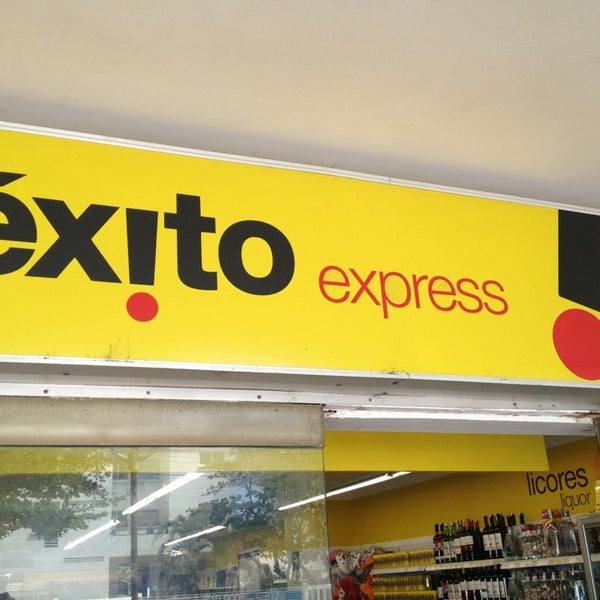 éxito
express
licores
liquor